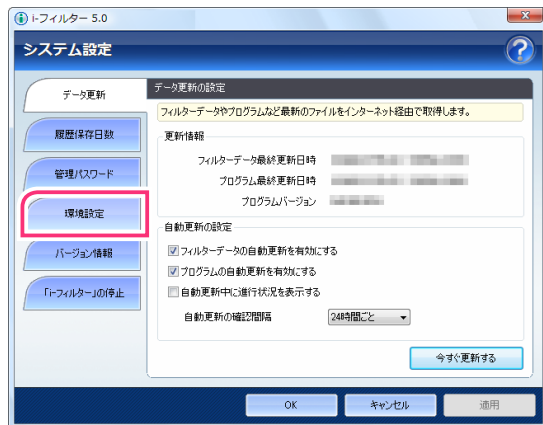 i-フィルター 5.0
システム設定
データ更新
履歴保存日数
管理パスワード
環境設定
バージョン情報
「i-フィルター」の停止
データ更新の設定
フィルターデータやプログラムなど最新のファイルをインターネット経由で取得します。
更新情報
フィルターデータ最終更新日時
プログラム最終更新日時
プログラムバージョン
自動更新の設定
フィルターデータの自動更新を有効にする
プログラムの自動更新を有効にする
自動更新中に進行状況を表示する
自動更新の確認間隔 24時間ごと
今すぐ更新する
OK キャンセル 適用